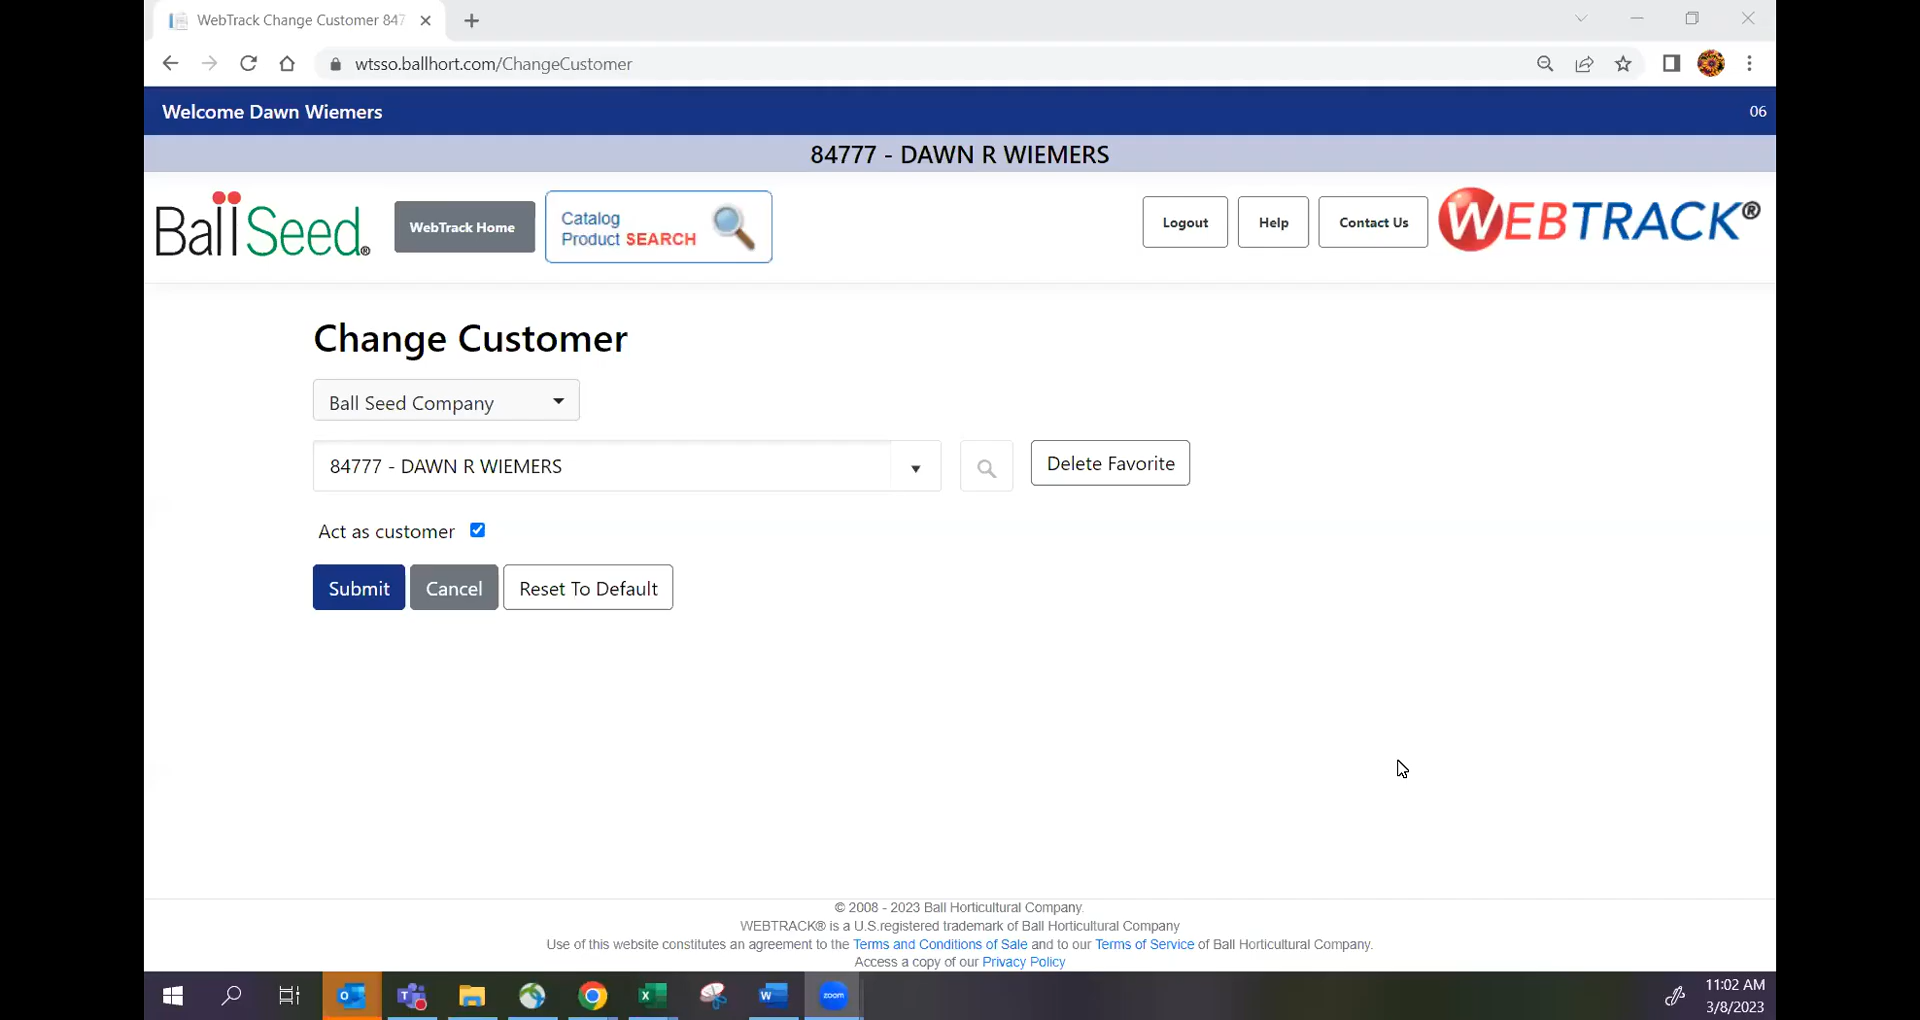 WebTrack Change Customer 847
wtsso.ballhort.com/ChangeCustomer
Welcome Dawn Wiemers
06
84777 - DAWN R WIEMERS
Ball Seed®
WebTrack Home
Catalog
Product SEARCH
Logout
Help
Contact Us
WEBTRACK®
Change Customer
Ball Seed Company
84777 - DAWN R WIEMERS
Delete Favorite
Act as customer
Submit
Cancel
Reset To Default
© 2008 - 2023 Ball Horticultural Company.
WEBTRACK® is a U.S.registered trademark of Ball Horticultural Company
Use of this website constitutes an agreement to the Terms and Conditions of Sale and to our Terms of Service of Ball Horticultural Company.
Access a copy of our Privacy Policy
zoom
11:02 AM
3/8/2023